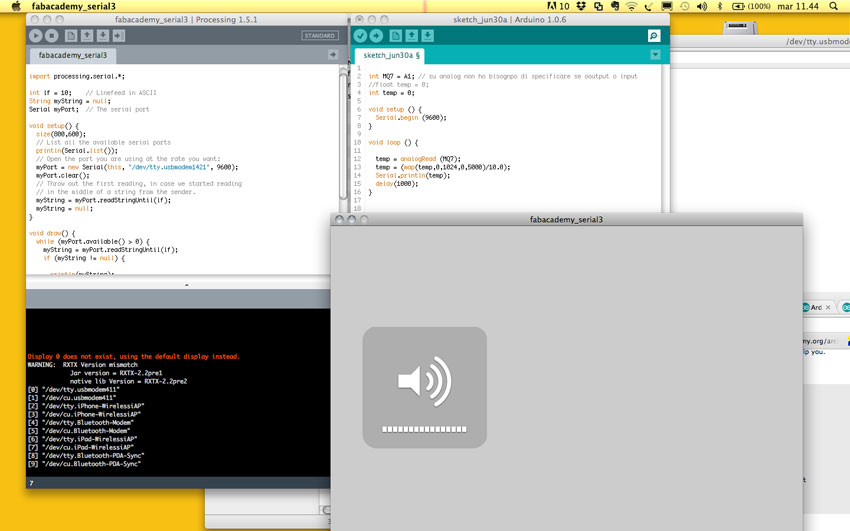 fabacademy_serial3
10
(100%)
mar 11.44
fabacademy_serial3 | Processing 1.5.1
STANDARD
fabacademy_serial3
import processing.serial.*;
int lf = 10;    // Linefeed in ASCII
String myString = null;
Serial myPort;  // The serial port
void setup() {
size(800,600);
// List all the available serial ports
println(Serial.list());
// Open the port you are using at the rate you want:
myPort = new Serial(this, "/dev/tty.usbmodem1421", 9600);
myPort.clear();
// Throw out the first reading, in case we started reading
// in the middle of a string from the sender.
myString = myPort.readStringUntil(lf);
myString = null;
}
void draw() {
while (myPort.available() > 0) {
myString = myPort.readStringUntil(lf);
if (myString != null) {
println(myString);
Display 0 does not exist, using the default display instead.
WARNING:  RXTX Version mismatch
Jar version = RXTX-2.2pre1
native lib Version = RXTX-2.2pre2
[0] "/dev/tty.usbmodem411"
[1] "/dev/cu.usbmodem411"
[2] "/dev/tty.iPhone-WirelessiAP"
[3] "/dev/cu.iPhone-WirelessiAP"
[4] "/dev/tty.Bluetooth-Modem"
[5] "/dev/cu.Bluetooth-Modem"
[6] "/dev/tty.iPad-WirelessiAP"
[7] "/dev/cu.iPad-WirelessiAP"
[8] "/dev/tty.Bluetooth-PDA-Sync"
[9] "/dev/cu.Bluetooth-PDA-Sync"
7
sketch_jun30a | Arduino 1.0.6
sketch_jun30a §
1
2 int MQ7 = A1; // su analog non ha bisognpo di specificare se ooutput o input
3 //float temp = 0;
4 int temp = 0;
5
6 void setup () {
7 Serial.begin (9600);
8 }
9
10 void loop () {
11
12 temp = analogRead (MQ7);
13 temp = (map(temp,0,1024,0,5000)/10.0);
14 Serial.println(temp);
15 delay(1000);
16 }
17
18
/dev/tty.usbmo
fabacademy_serial3
Ard
my.org/ar
lp you.